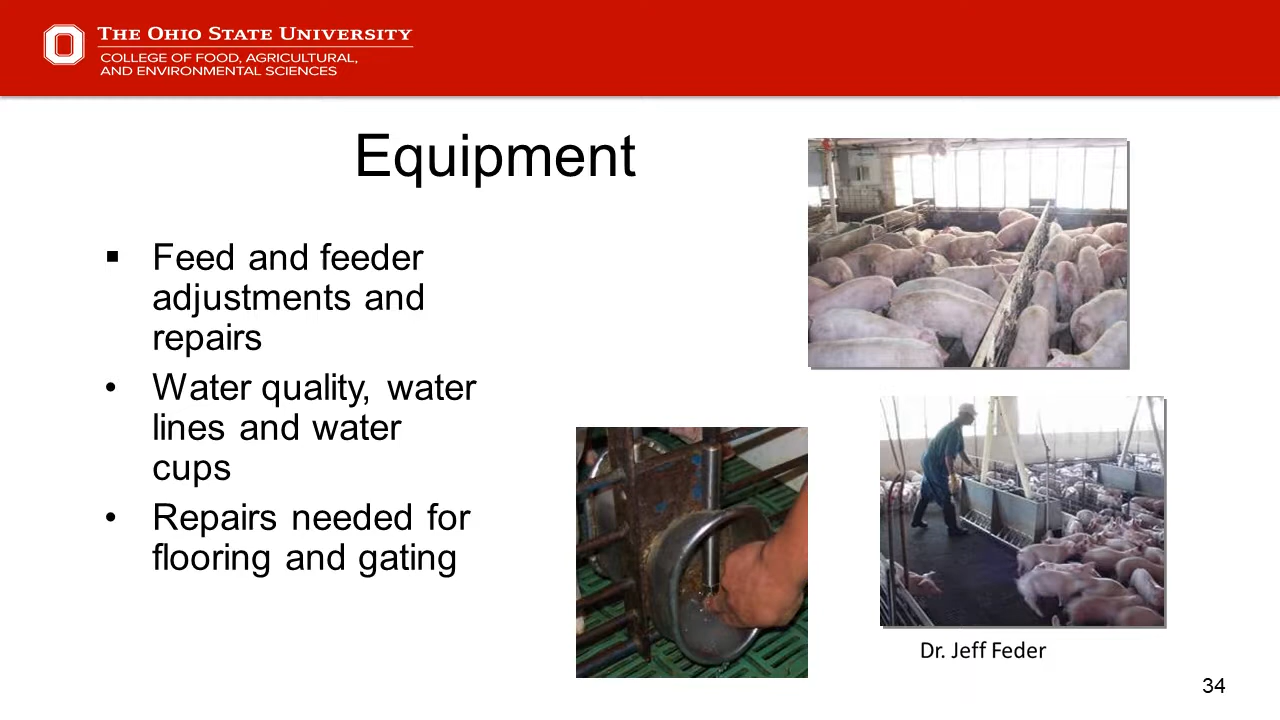 THE OHIO STATE UNIVERSITY
COLLEGE OF FOOD, AGRICULTURAL,
AND ENVIRONMENTAL SCIENCES
Equipment
▪ Feed and feeder
adjustments and
repairs
• Water quality, water
lines and water
cups
• Repairs needed for
flooring and gating
Dr. Jeff Feder
34